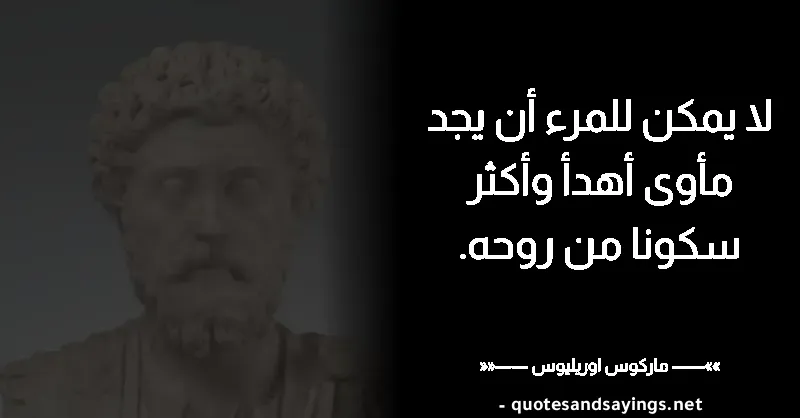 لا يمكن للمرء أن يجد
مأوى أهدأ وأكثر
سكونا من روحه.
»»—— ماركوس اوريليوس ——««
- quotesandsayings.net